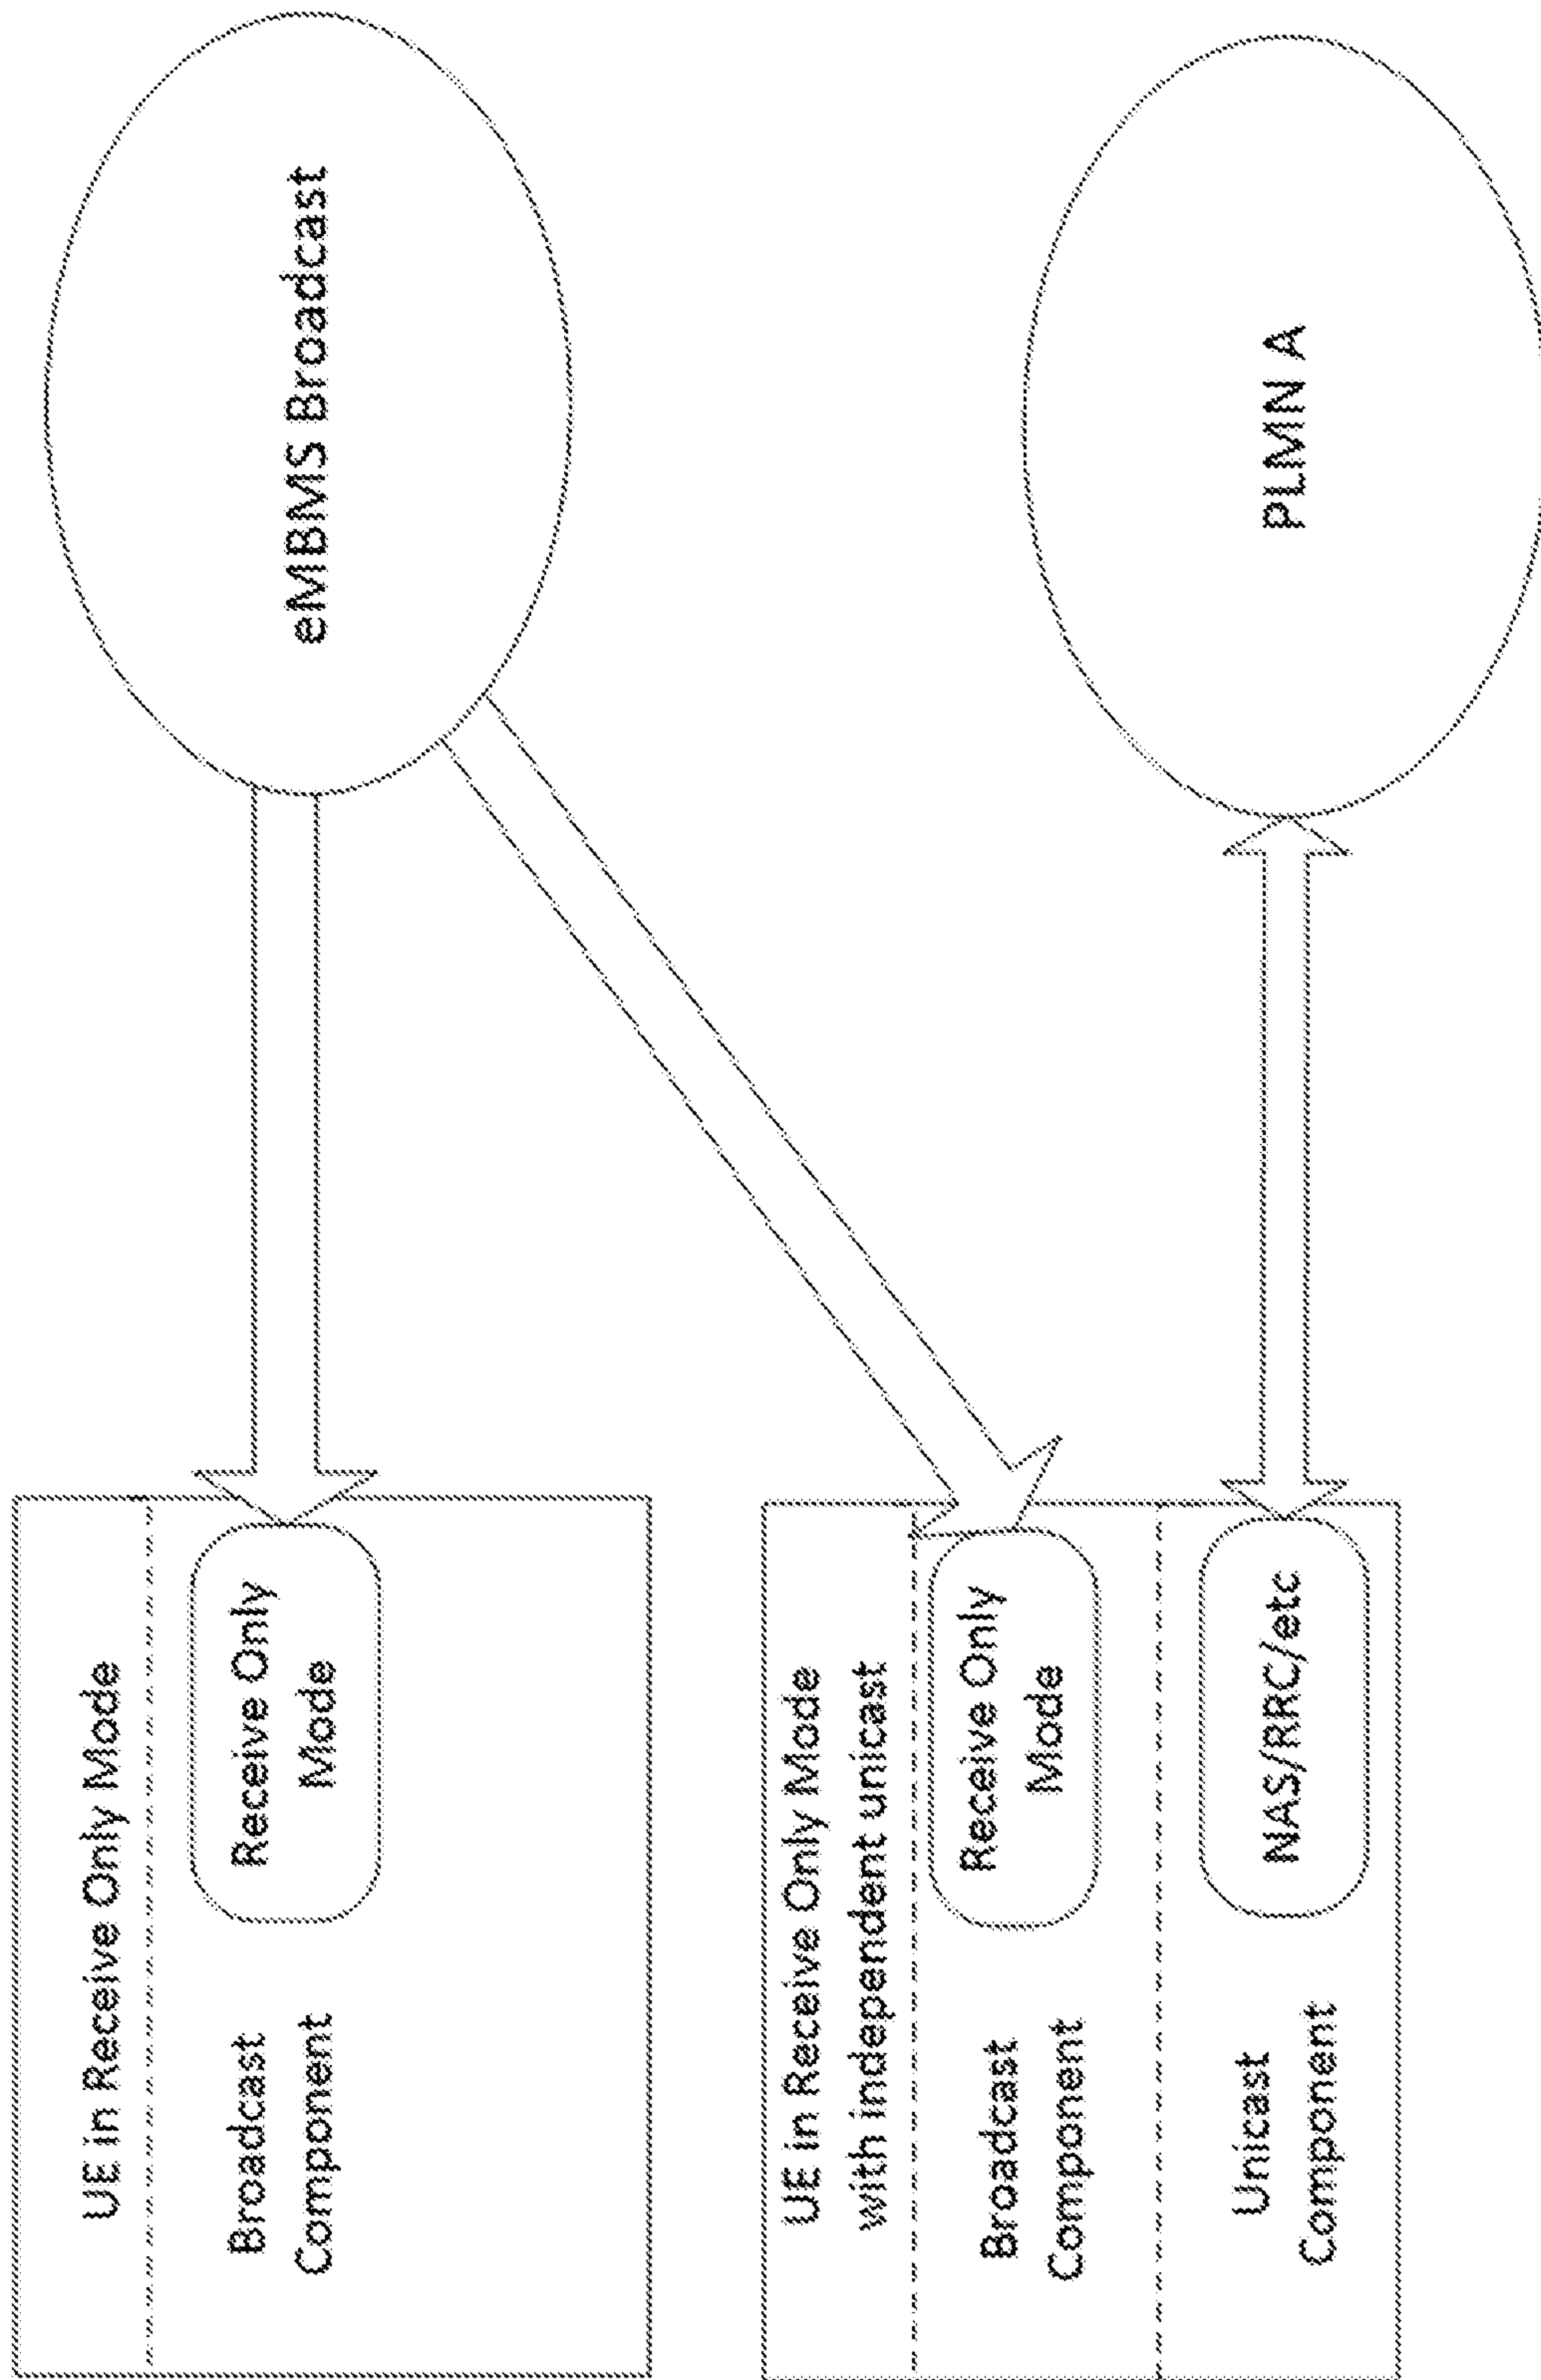 UE in Receive Only Mode
Broadcast
Component
Receive Only
Mode
eMBMS Broadcast
UE in Receive Only Mode
with independent unicast
Broadcast
Component
Receive Only
Mode
Unicast
Component
NAS/RRC/etc
PLMN A